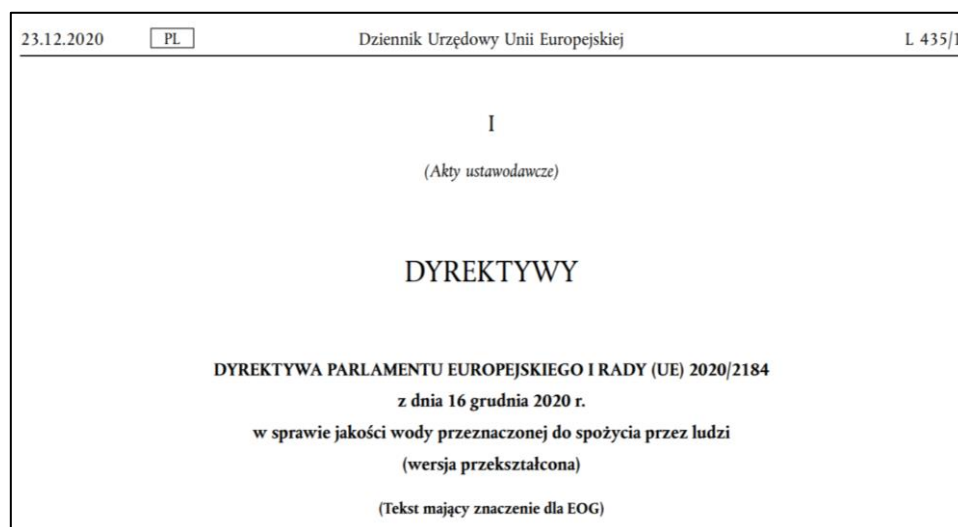 23.12.2020 PL Dziennik Urzędowy Unii Europejskiej L 435/1
I
(Akty ustawodawcze)
DYREKTYWY
DYREKTYWA PARLAMENTU EUROPEJSKIEGO I RADY (UE) 2020/2184
z dnia 16 grudnia 2020 r.
w sprawie jakości wody przeznaczonej do spożycia przez ludzi
(wersja przekształcona)
(Tekst mający znaczenie dla EOG)